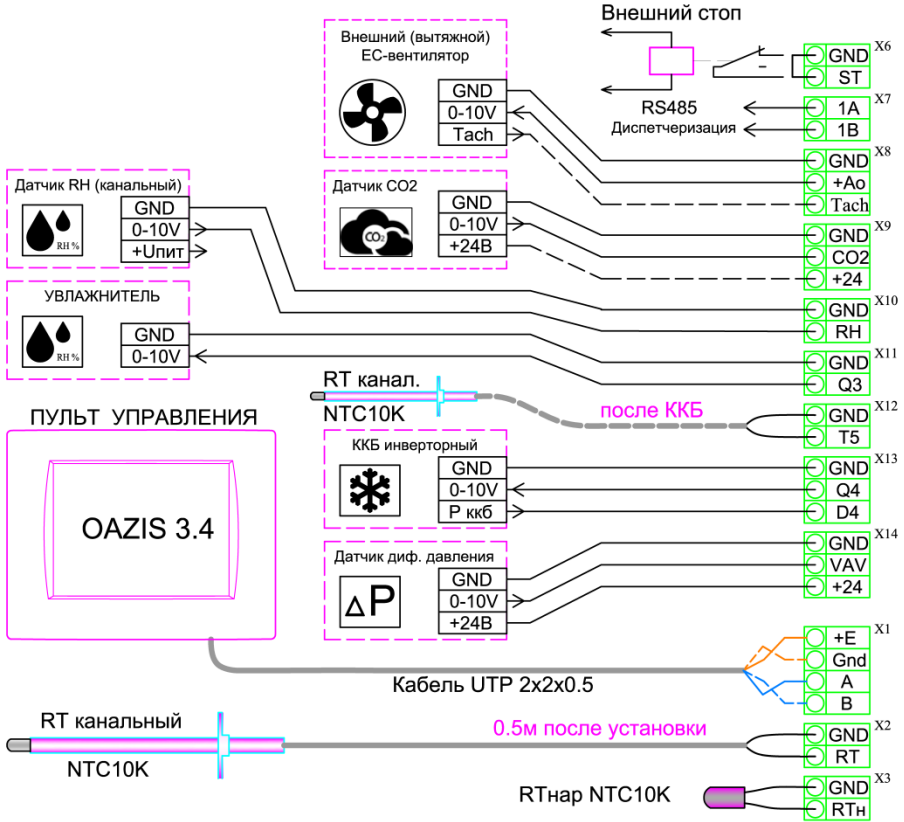 Внешний стоп
X6
GND
ST
RS485
Диспетчеризация
X7
1A
1B
Внешний (вытяжной)
ЕС-вентилятор
GND
0-10V
Tach
X8
GND
+Ao
Tach
Датчик CO2
CO2
GND
0-10V
+24В
X9
GND
CO2
+24
Датчик RH (канальный)
RH %
GND
0-10V
+Uпит
X10
GND
RH
УВЛАЖНИТЕЛЬ
RH %
GND
0-10V
X11
GND
Q3
RT канал.
NTC10K
после ККБ
X12
GND
T5
ККБ инверторный
GND
0-10V
Р ккб
X13
GND
Q4
D4
Датчик диф. давления
ΔP
GND
0-10V
+24В
X14
GND
VAV
+24
ПУЛЬТ УПРАВЛЕНИЯ
OAZIS 3.4
Кабель UTP 2x2x0.5
X1
+E
Gnd
A
B
RT канальный
NTC10K
0.5м после установки
X2
GND
RT
RTнар NTC10K
X3
GND
RTн